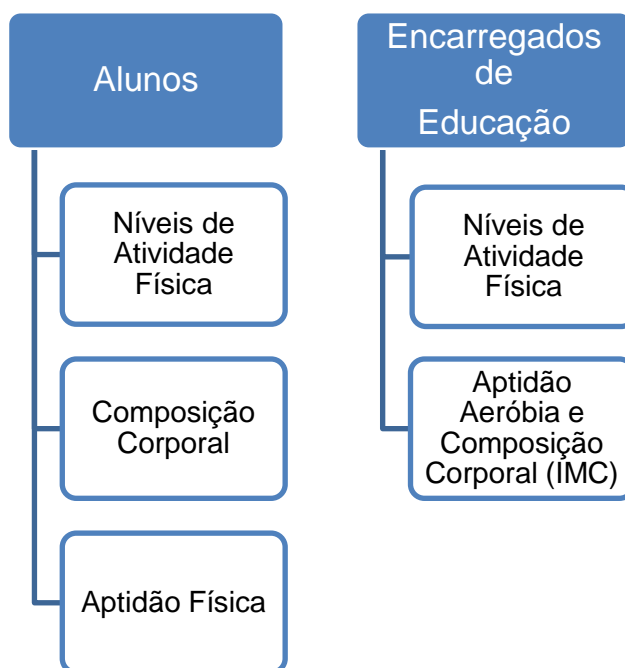 Alunos
Níveis de
Atividade
Física
Composição
Corporal
Aptidão Física
Encarregados
de
Educação
Níveis de
Atividade
Física
Aptidão
Aeróbia e
Composição
Corporal (IMC)